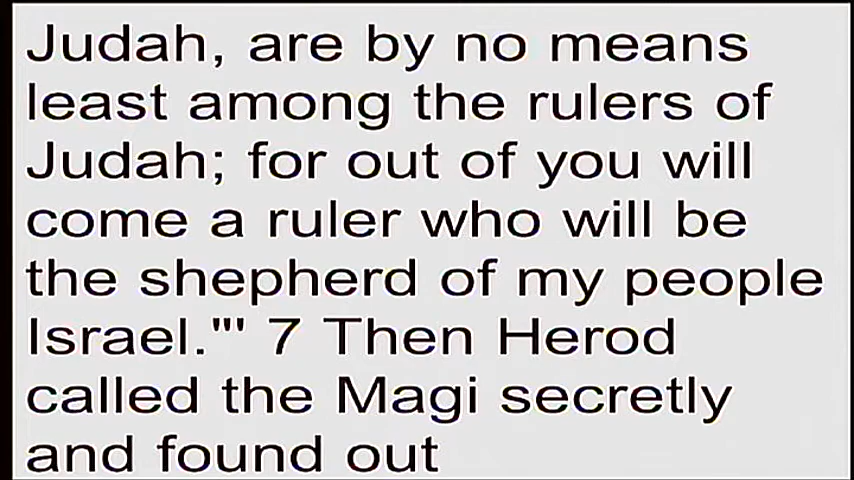 Judah, are by no means
least among the rulers of
Judah; for out of you will
come a ruler who will be
the shepherd of my people
Israel."' 7 Then Herod
called the Magi secretly
and found out